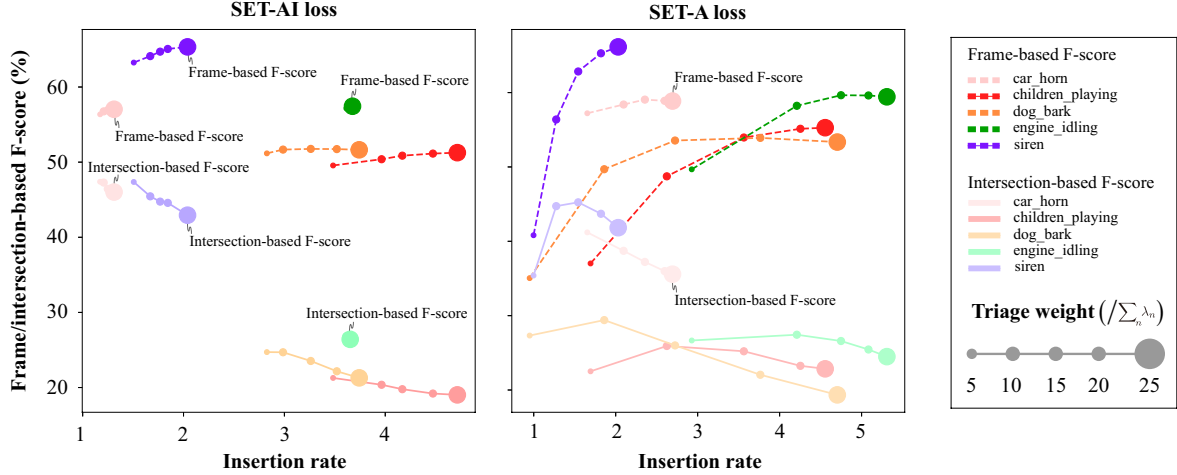 SET-AI loss
SET-A loss
Frame/intersection-based F-score (%)
60
50
40
30
20
Frame-based F-score
Frame-based F-score
Intersection-based F-score
Intersection-based F-score
Intersection-based F-score
Frame-based F-score
1
2
3
4
Insertion rate
Frame-based F-score
Intersection-based F-score
1
2
3
4
5
Insertion rate
Frame-based F-score
car_horn
children_playing
dog_bark
engine_idling
siren
Intersection-based F-score
car_horn
children_playing
dog_bark
engine_idling
siren
Triage weight (/∑ₙ λₙ)
5 10 15 20 25